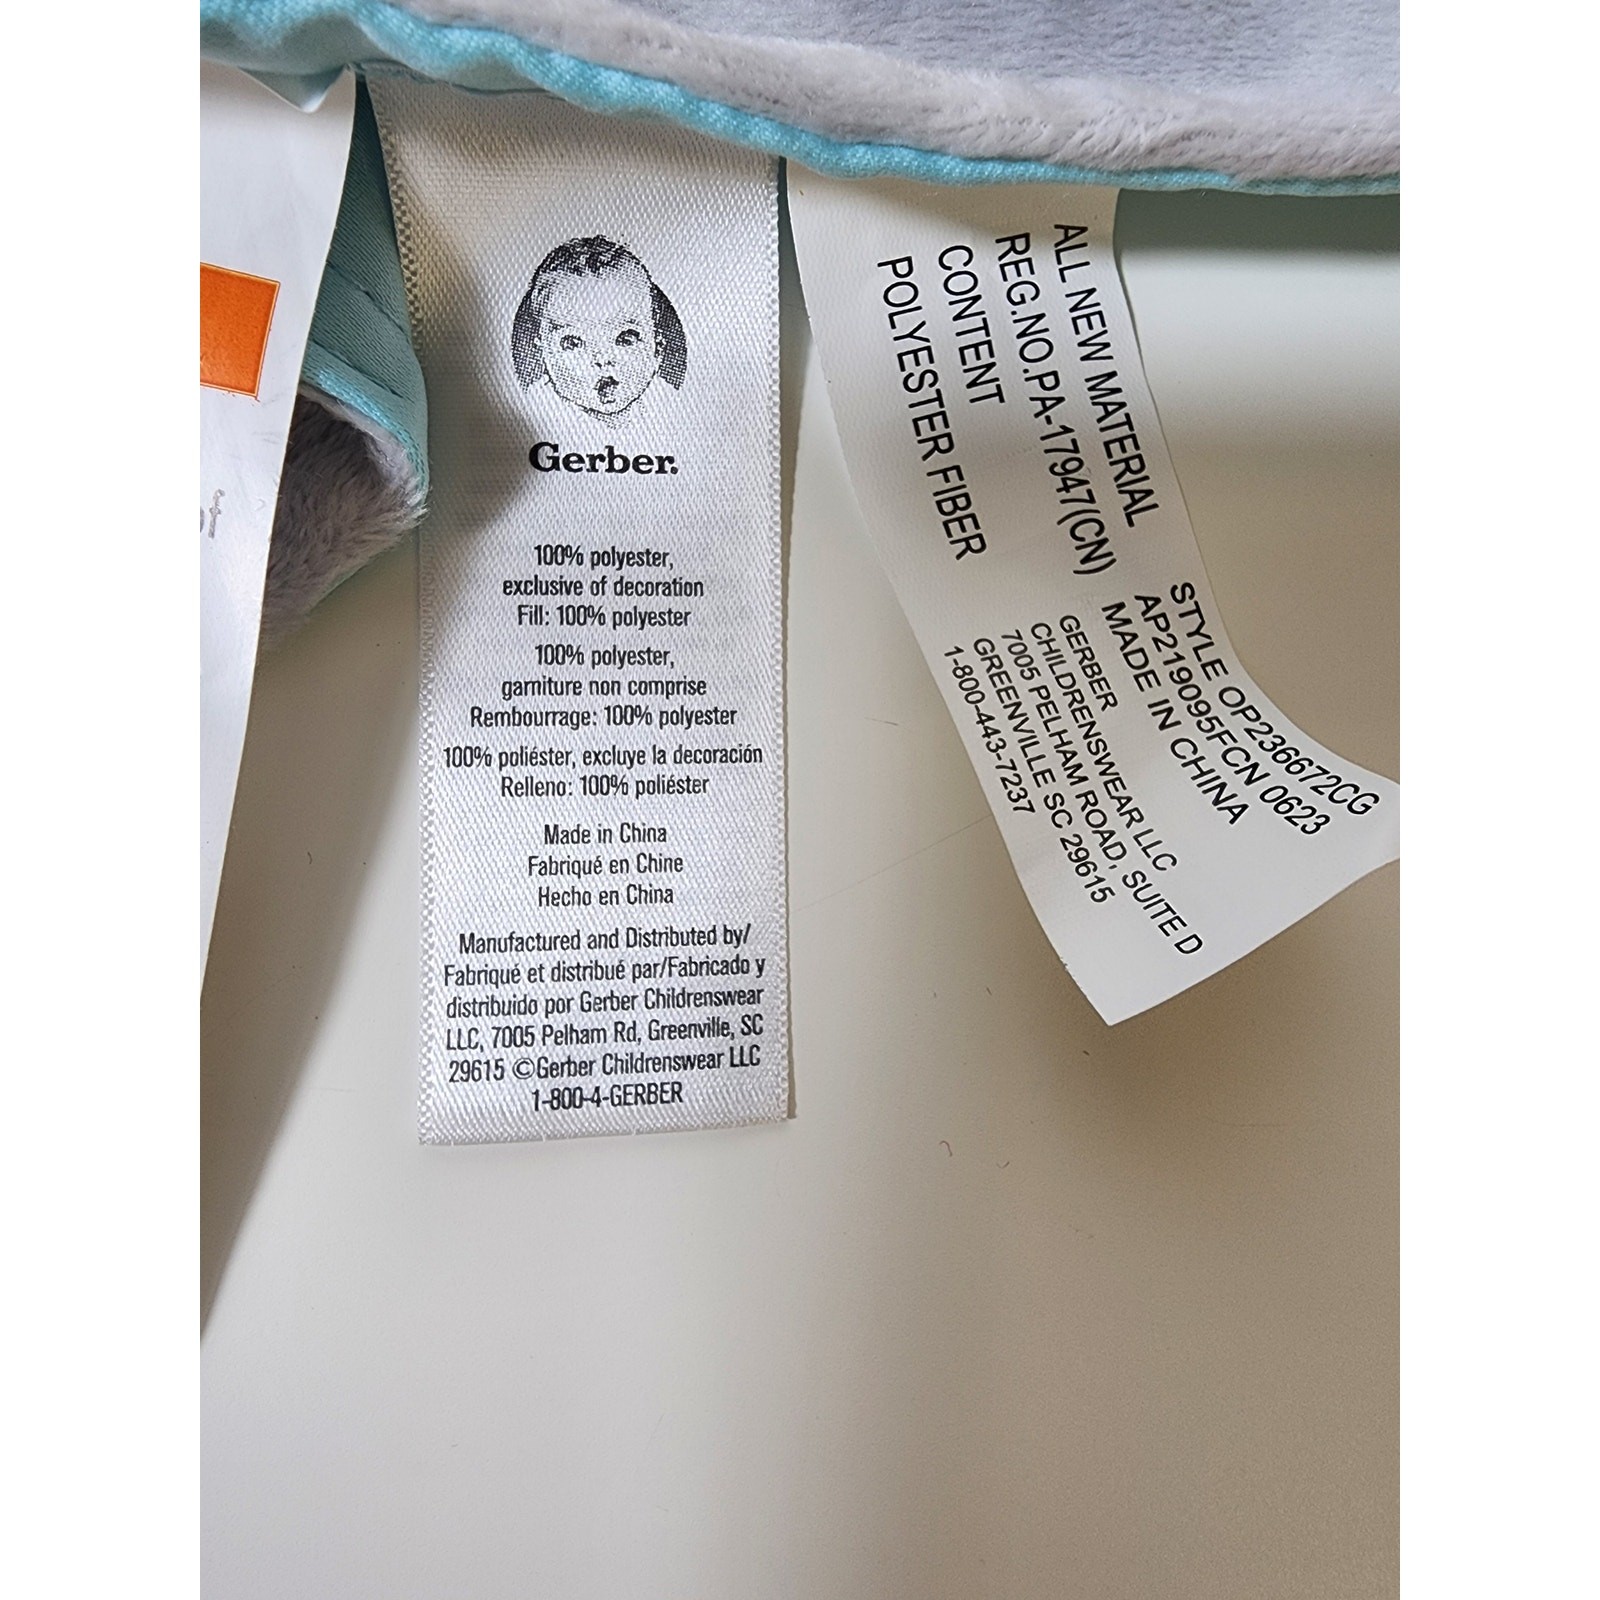 Gerber.
100% polyester,
exclusive of decoration
Fill: 100% polyester
100% polyester,
garniture non comprise
Rembourrage: 100% polyester
100% poliéster, excluye la decoración
Relleno: 100% poliéster
Made in China
Fabriqué en Chine
Hecho en China
Manufactured and Distributed by/
Fabriqué et distribué par/Fabricado y
distribuido por Gerber Childrenswear
LLC, 7005 Pelham Rd, Greenville, SC
29615 ©Gerber Childrenswear LLC
1-800-4-GERBER
ALL NEW MATERIAL
REG.NO.PA-17947(CN)
CONTENT
POLYESTER FIBER
STYLE OP236672CG
AP219095FCN 0623
MADE IN CHINA
GERBER
CHILDRENSWEAR LLC
7005 PELHAM ROAD, SUITE D
GREENVILLE SC 29615
1-800-443-7237